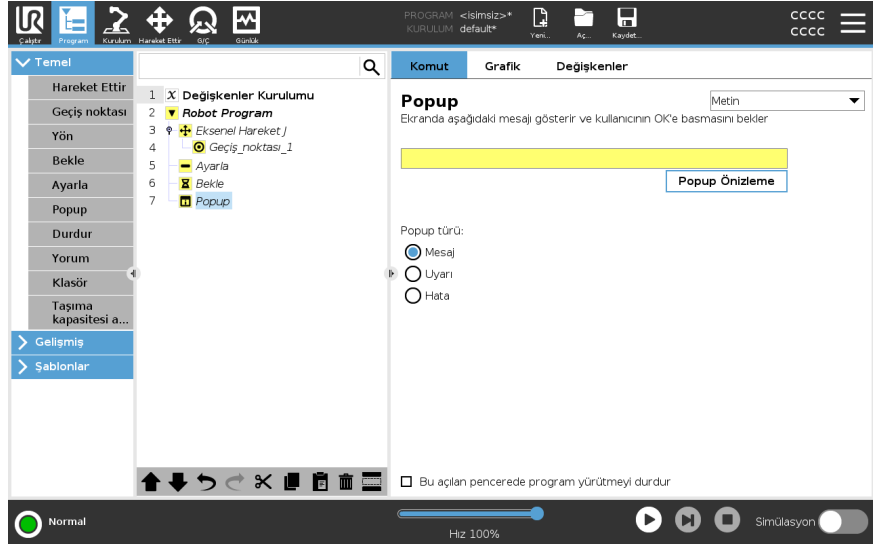 UR
Çalıştır
Program
Kurulum
Hareket Ettir
G/Ç
Günlük
PROGRAM <isimsiz>*
KURULUM default*
Yeni...
Aç...
Kaydet...
cccc
cccc
Temel
Hareket Ettir
Geçiş noktası
Yön
Bekle
Ayarla
Popup
Durdur
Yorum
Klasör
Taşıma
kapasitesi a...
Gelişmiş
Şablonlar
1 X Değişkenler Kurulumu
2 Robot Program
3 Eksenel Hareket J
4 Geçiş_noktası_1
5 Ayarla
6 Bekle
7 Popup
Komut Grafik Değişkenler
Popup
Metin
Ekranda aşağıdaki mesajı gösterir ve kullanıcının OK'e basmasını bekler
Popup Önizleme
Popup türü:
Mesaj
Uyarı
Hata
Bu açılan pencerede program yürütmeyi durdur
Normal
Hız 100%
Simülasyon